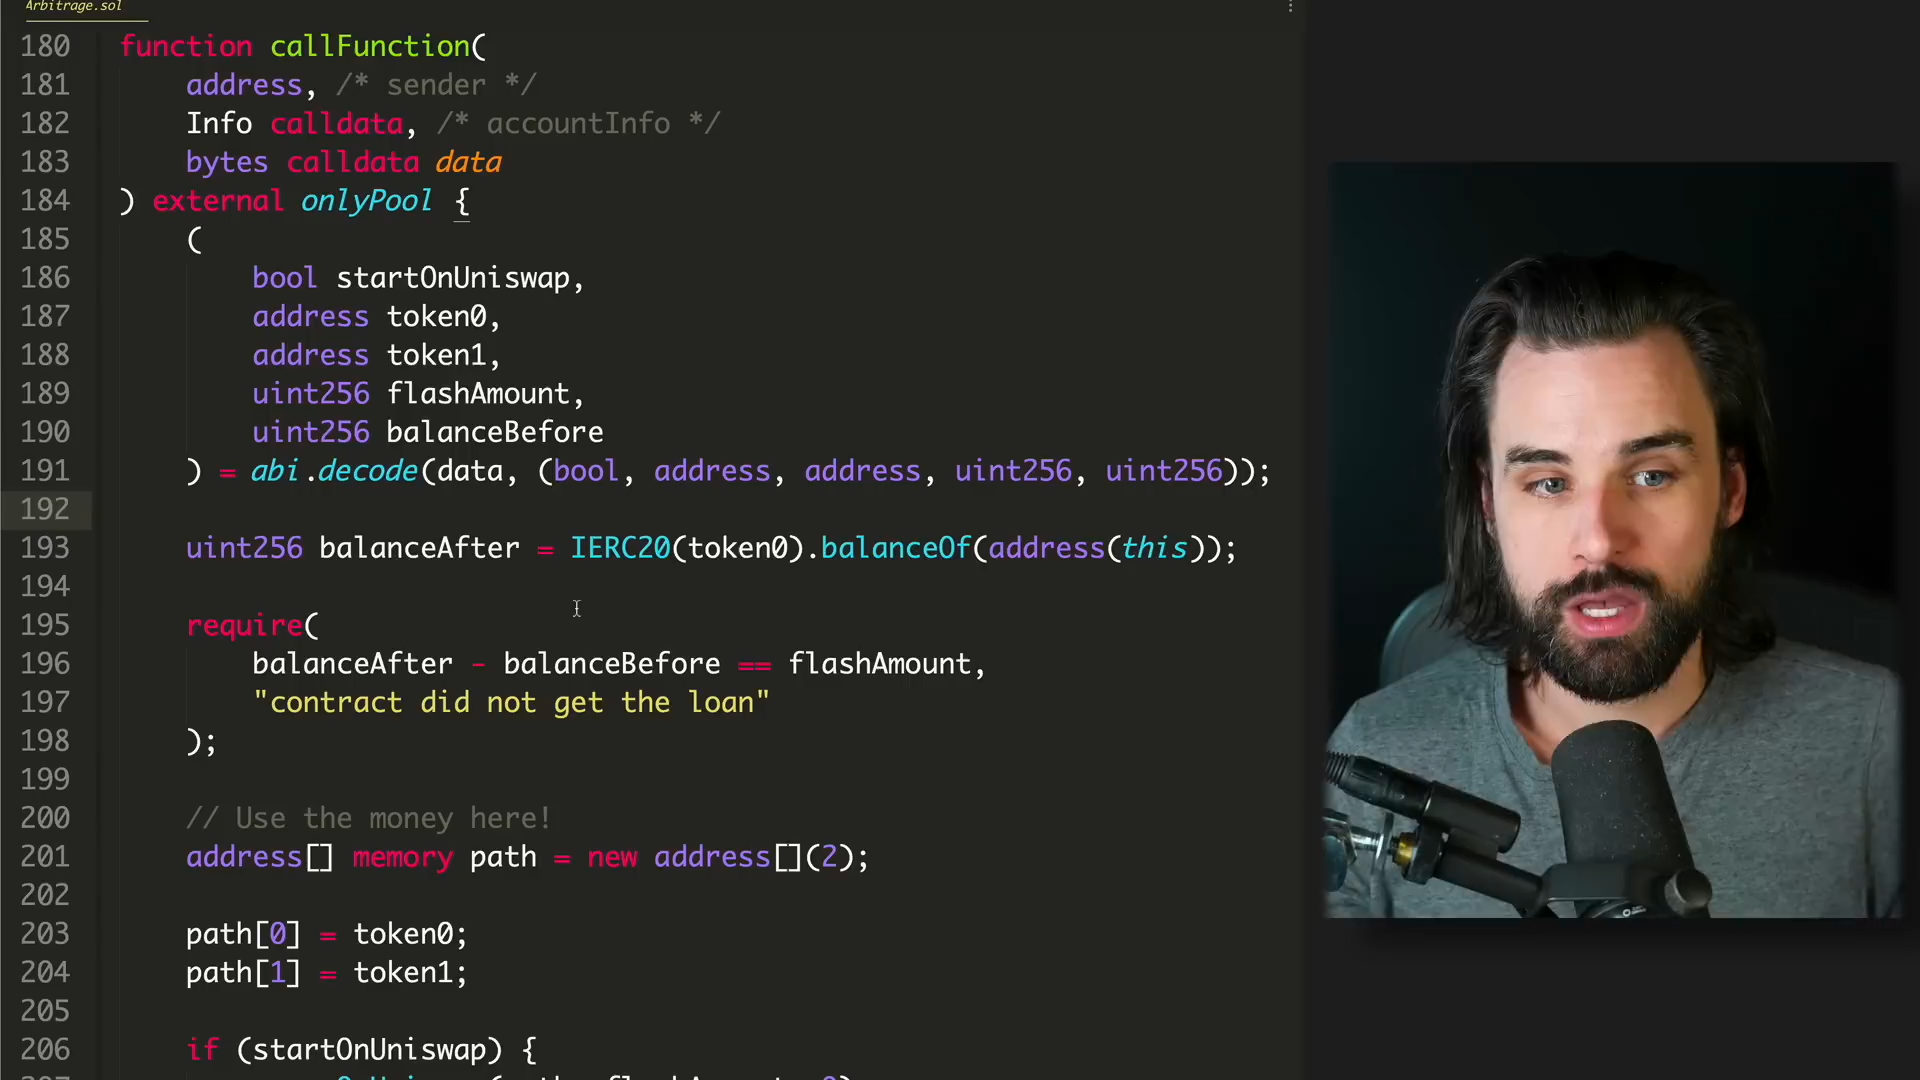 Arbitrage.sol
180 function callFunction(
181 address, /* sender */
182 Info calldata, /* accountInfo */
183 bytes calldata data
184 ) external onlyPool {
185 (
186 bool startOnUniswap,
187 address token0,
188 address token1,
189 uint256 flashAmount,
190 uint256 balanceBefore
191 ) = abi.decode(data, (bool, address, address, uint256, uint256));
192
193 uint256 balanceAfter = IERC20(token0).balanceOf(address(this));
194
195 require(
196 balanceAfter - balanceBefore == flashAmount,
197 "contract did not get the loan"
198 );
199
200 // Use the money here!
201 address[] memory path = new address[](2);
202
203 path[0] = token0;
204 path[1] = token1;
205
206 if (startOnUniswap) {